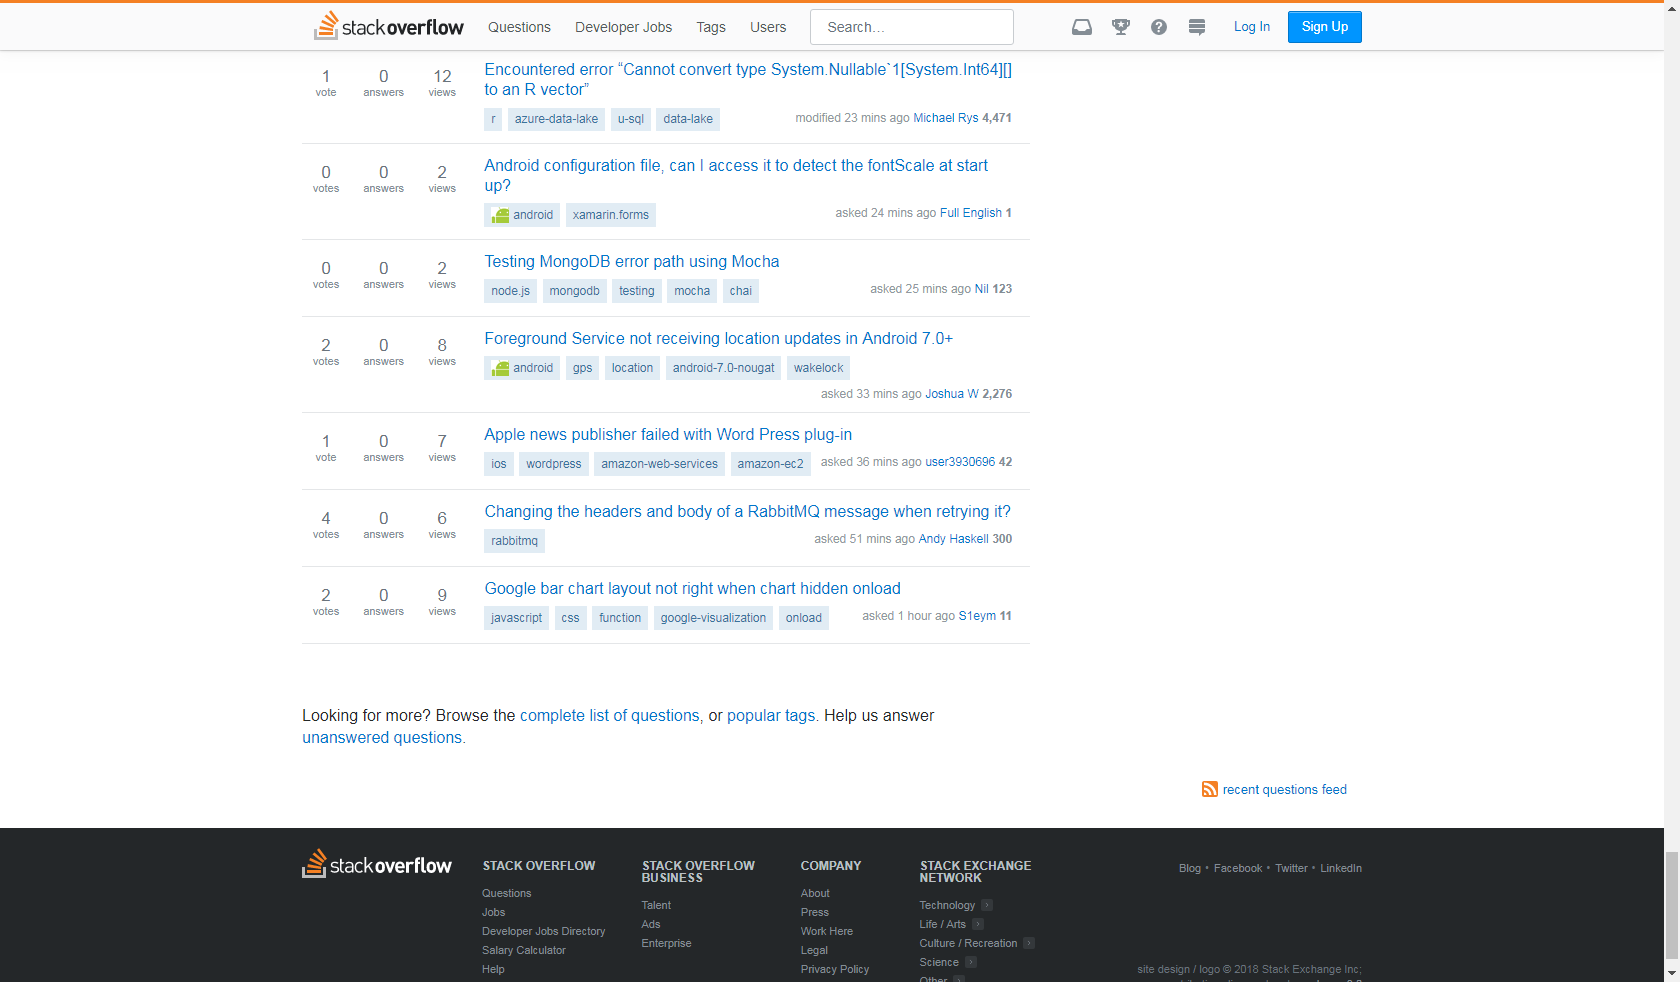 stackoverflow Questions Developer Jobs Tags Users Search... Log In Sign Up
1 0 12 Encountered error “Cannot convert type System.Nullable`1[System.Int64][]
vote answers views to an R vector”
r azure-data-lake u-sql data-lake modified 23 mins ago Michael Rys 4,471
0 0 2 Android configuration file, can I access it to detect the fontScale at start
votes answers views up?
android xamarin.forms asked 24 mins ago Full English 1
0 0 2 Testing MongoDB error path using Mocha
votes answers views node.js mongodb testing mocha chai asked 25 mins ago Nil 123
2 0 8 Foreground Service not receiving location updates in Android 7.0+
votes answers views android gps location android-7.0-nougat wakelock
asked 33 mins ago Joshua W 2,276
1 0 7 Apple news publisher failed with Word Press plug-in
vote answers views ios wordpress amazon-web-services amazon-ec2 asked 36 mins ago user3930696 42
4 0 6 Changing the headers and body of a RabbitMQ message when retrying it?
votes answers views rabbitmq asked 51 mins ago Andy Haskell 300
2 0 9 Google bar chart layout not right when chart hidden onload
votes answers views javascript css function google-visualization onload asked 1 hour ago S1eym 11
Looking for more? Browse the complete list of questions, or popular tags. Help us answer
unanswered questions.
recent questions feed
stackoverflow
STACK OVERFLOW
Questions
Jobs
Developer Jobs Directory
Salary Calculator
Help
STACK OVERFLOW
BUSINESS
Talent
Ads
Enterprise
COMPANY
About
Press
Work Here
Legal
Privacy Policy
STACK EXCHANGE
NETWORK
Technology
Life / Arts
Culture / Recreation
Science
Other
Blog • Facebook • Twitter • LinkedIn
site design / logo © 2018 Stack Exchange Inc;